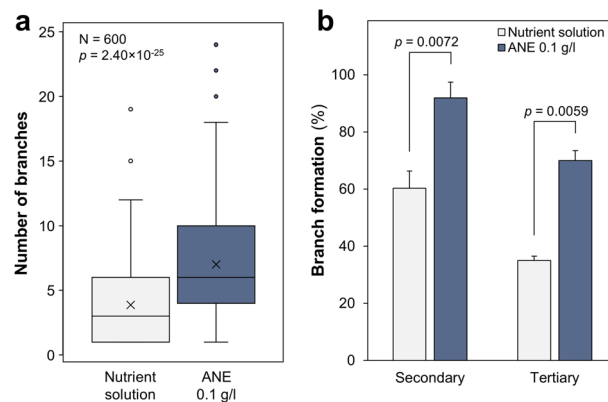 a
N = 600
p = 2.40×10⁻²⁵
Number of branches
25
20
15
10
5
0
Nutrient
solution
ANE
0.1 g/l
b
Nutrient solution
ANE 0.1 g/l
p = 0.0072
p = 0.0059
Branch formation (%)
100
80
60
40
20
0
Secondary
Tertiary